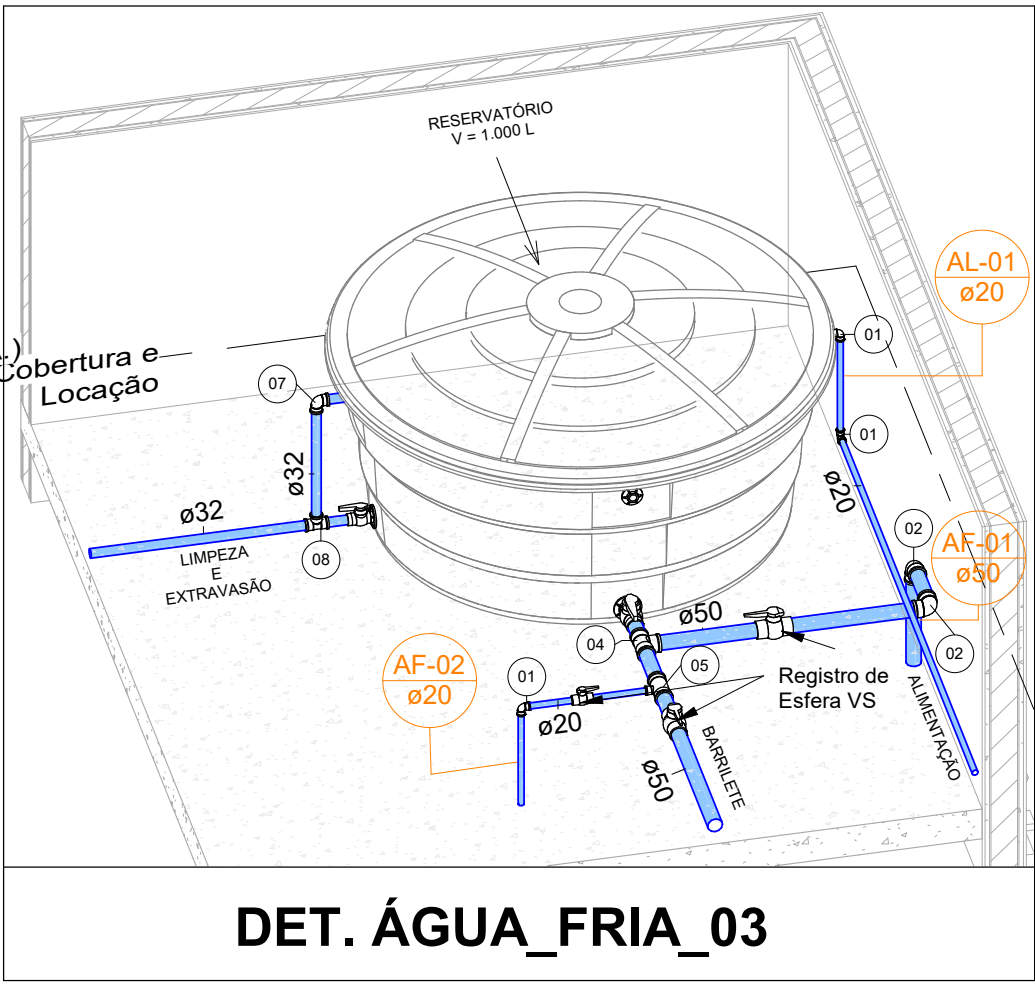 RESERVATÓRIO
V = 1.000 L
AL-01
ø20
01
Cobertura e
Locação
07
01
ø32
ø20
ø32
LIMPEZA
E
EXTRAVASÃO
08
02
AF-01
ø50
ø50
04
02
AF-02
ø20
01
05
Registro de
Esfera VS
ø20
ALIMENTAÇÃO
BARRILETE
ø50
DET. ÁGUA_FRIA_03